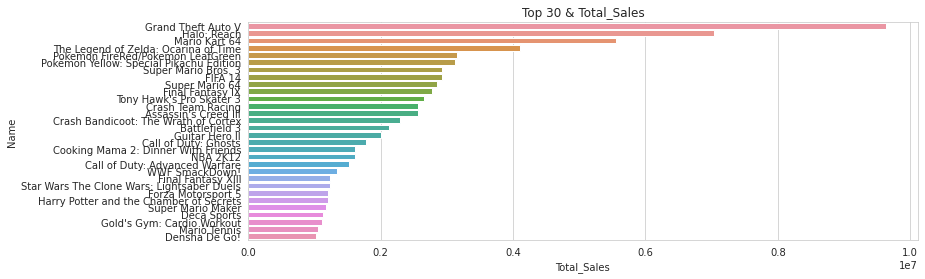 Top 30 & Total_Sales
Grand Theft Auto V
Halo: Reach
Mario Kart 64
The Legend of Zelda: Ocarina of Time
Pokemon FireRed/Pokemon LeafGreen
Pokemon Yellow: Special Pikachu Edition
Super Mario Bros. 3
FIFA 14
Super Mario 64
Final Fantasy IX
Tony Hawk's Pro Skater 3
Crash Team Racing
Assassin's Creed III
Crash Bandicoot: The Wrath of Cortex
Battlefield 3
Guitar Hero II
Call of Duty: Ghosts
Cooking Mama 2: Dinner With Friends
NBA 2K12
Call of Duty: Advanced Warfare
WWF SmackDown!
Final Fantasy XIII
Star Wars The Clone Wars: Lightsaber Duels
Forza Motorsport 5
Harry Potter and the Chamber of Secrets
Super Mario Maker
Deca Sports
Gold's Gym: Cardio Workout
Mario Tennis
Densha De Go!
Name
0.0 0.2 0.4 0.6 0.8 1.0
1e7
Total_Sales